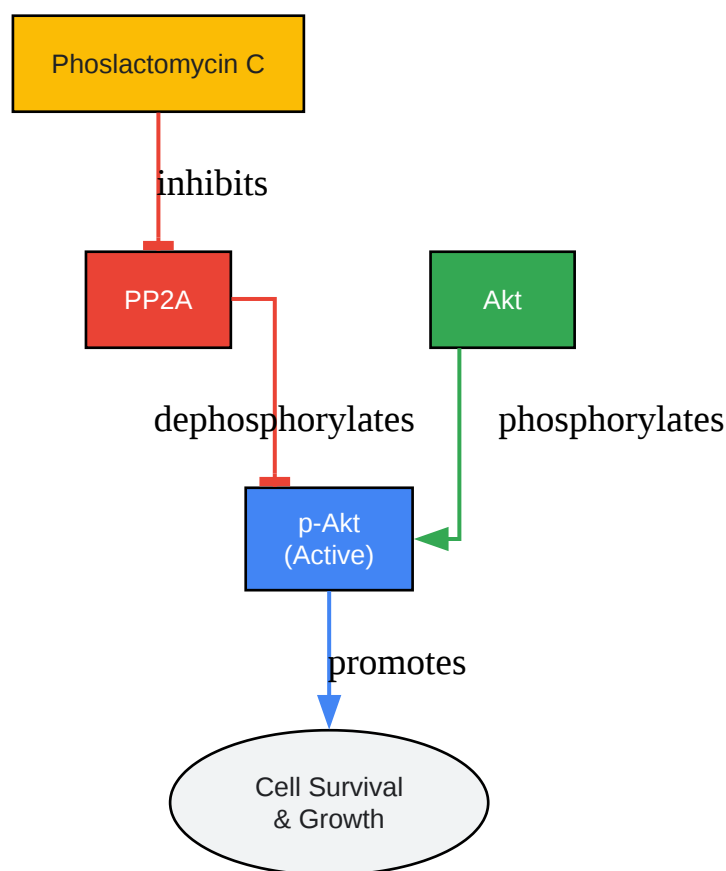 Phoslactomycin C
inhibits
PP2A
Akt
dephosphorylates
phosphorylates
p-Akt
(Active)
promotes
Cell Survival
& Growth